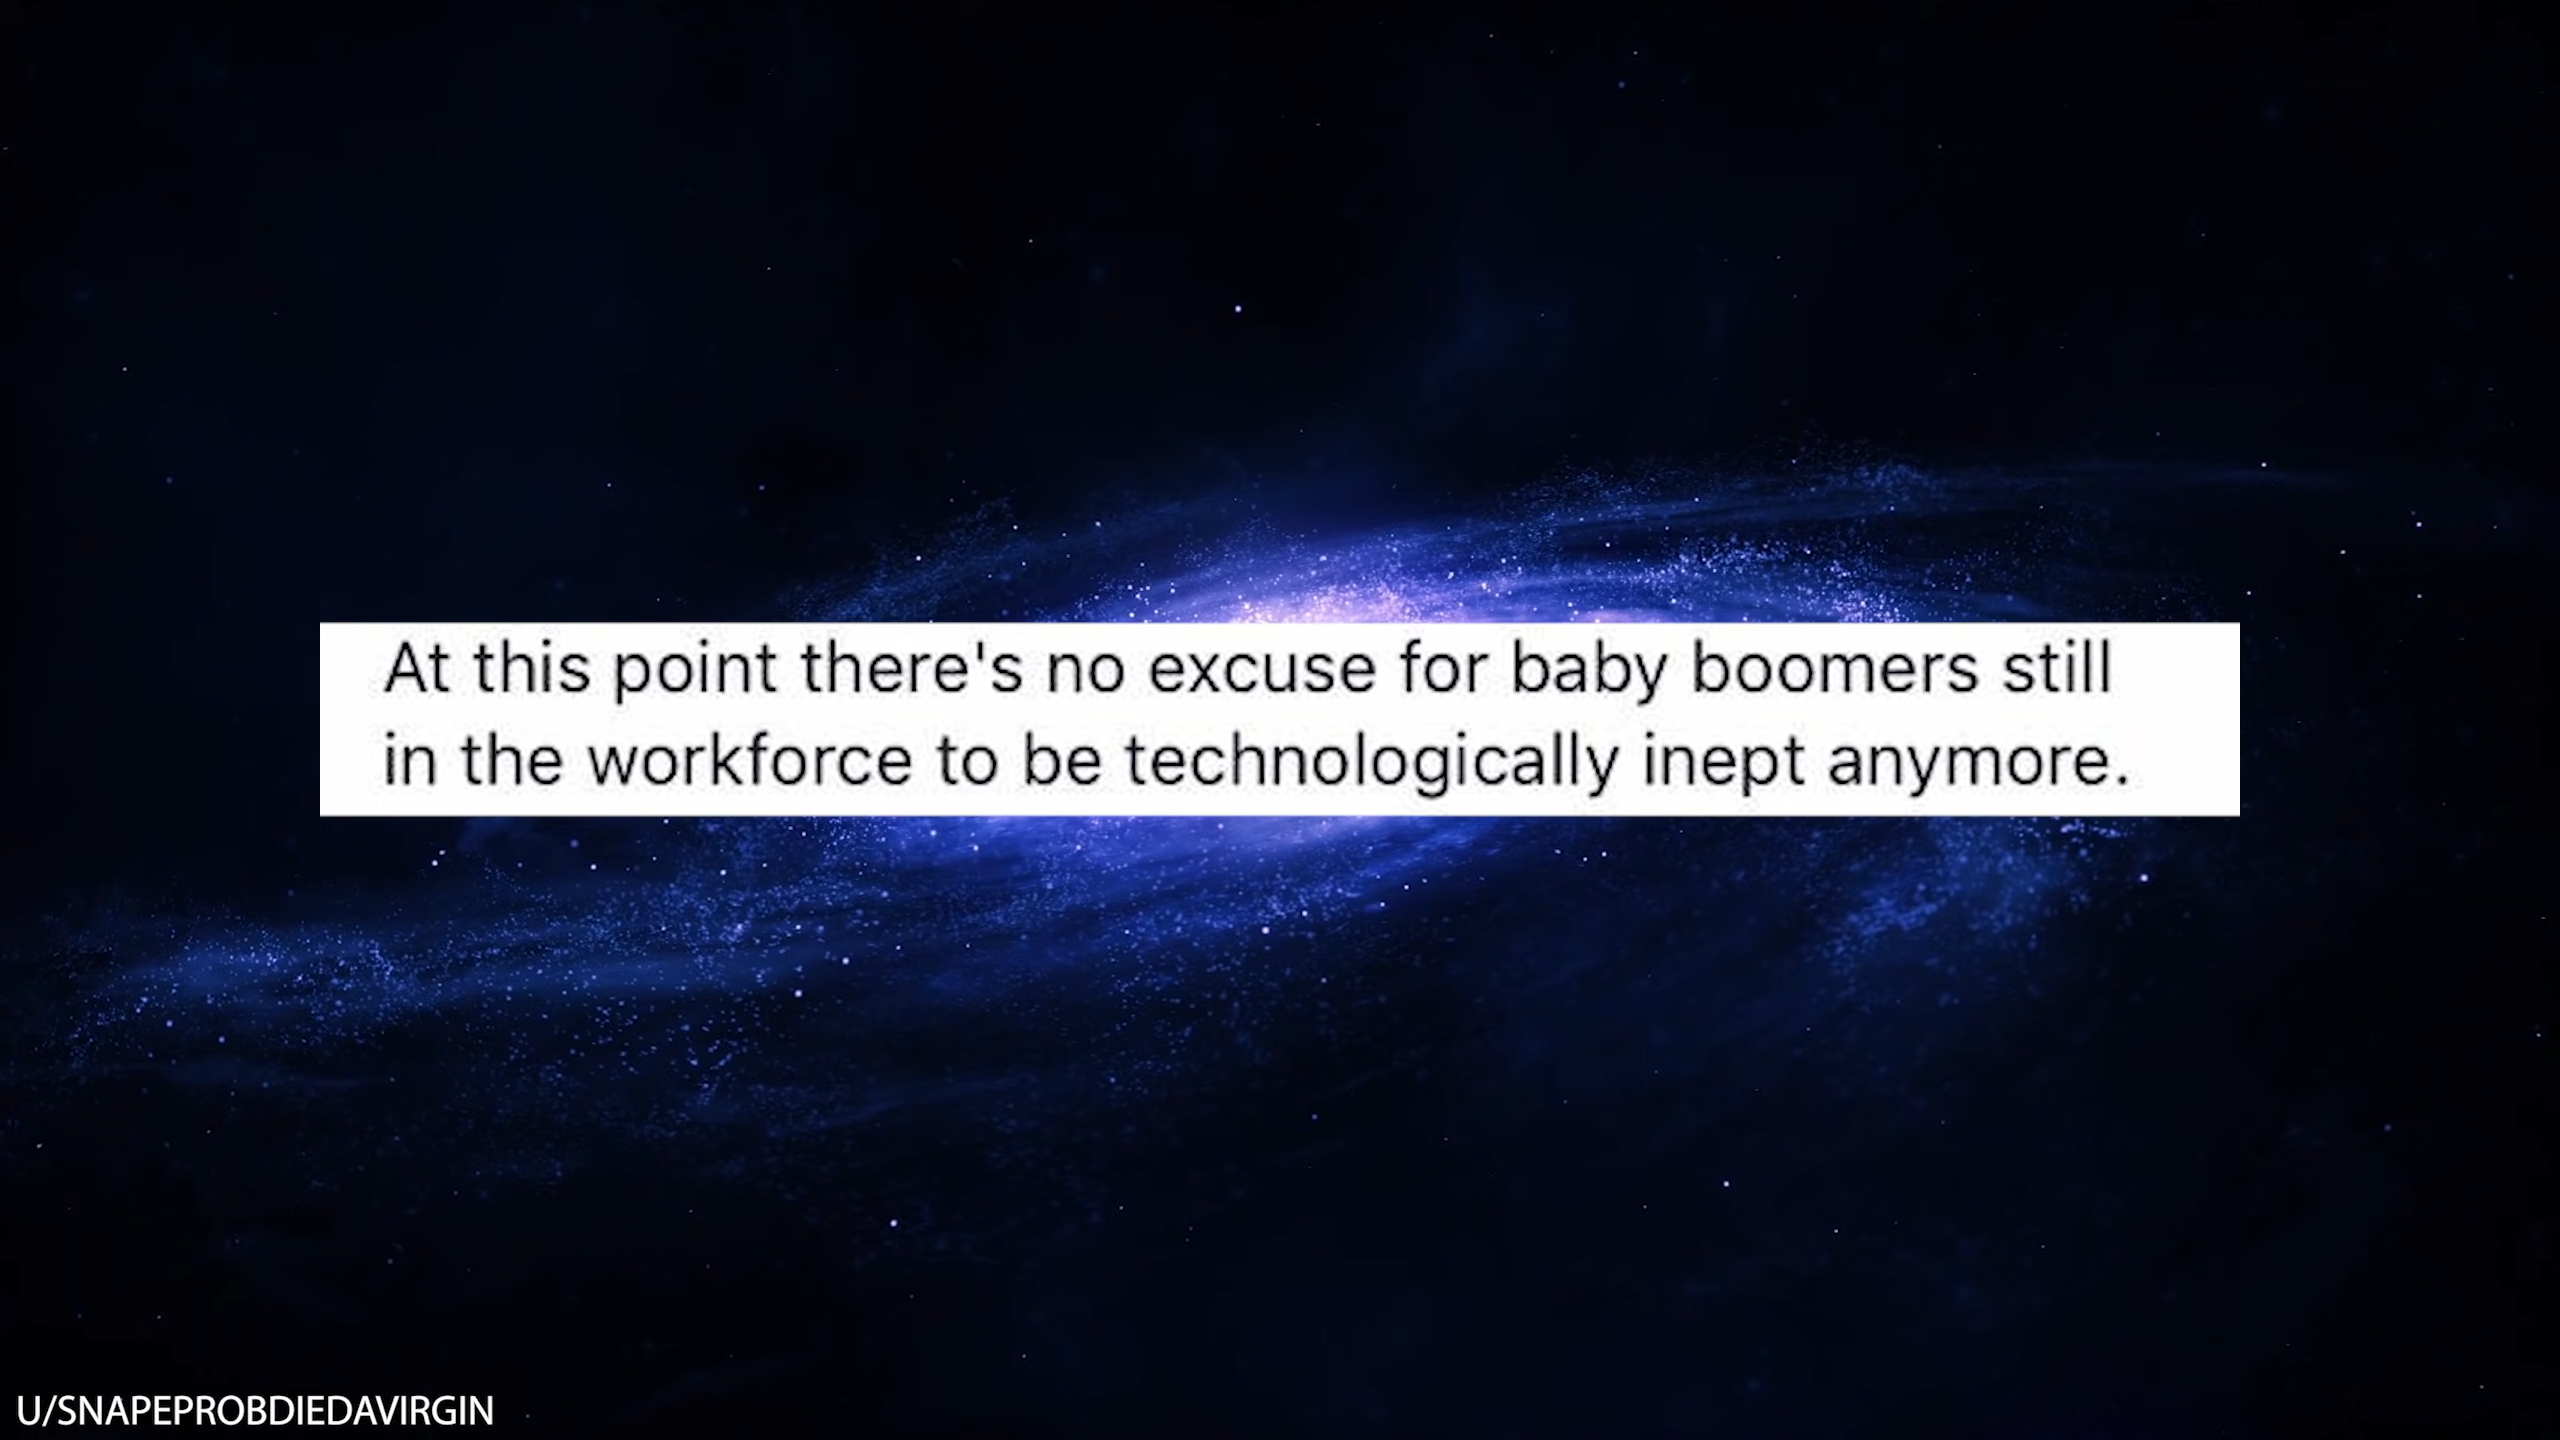 At this point there's no excuse for baby boomers still
in the workforce to be technologically inept anymore.
U/SNAPEPROBDIEDAVIRGIN